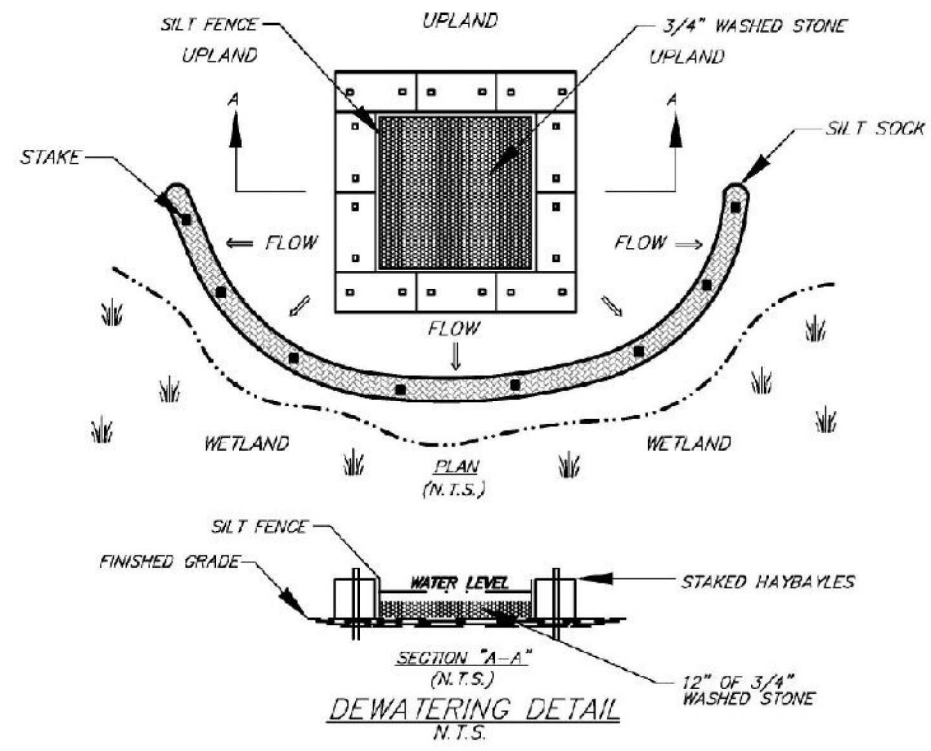 UPLAND
SILT FENCE
3/4" WASHED STONE
UPLAND
UPLAND
A
A
SILT SOCK
STAKE
FLOW
FLOW
FLOW
WETLAND
WETLAND
PLAN
(N.T.S.)
SILT FENCE
FINISHED GRADE
WATER LEVEL
STAKED HAYBAYLES
SECTION "A-A"
(N.T.S.)
12" OF 3/4"
WASHED STONE
DEWATERING DETAIL
N.T.S.